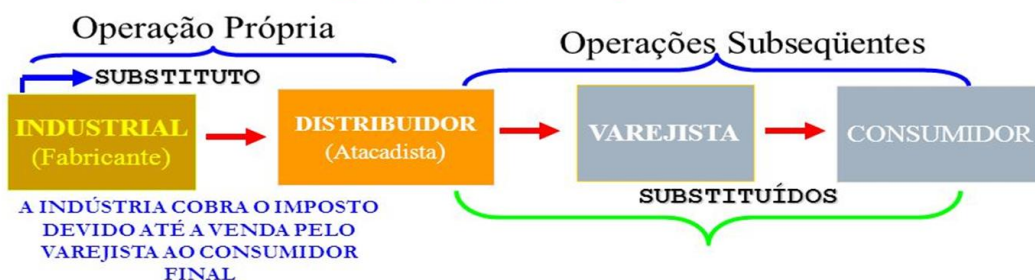 Operação Própria
Operações Subseqüentes
SUBSTITUTO
INDUSTRIAL
(Fabricante)
DISTRIBUIDOR
(Atacadista)
VAREJISTA
CONSUMIDOR
SUBSTITUÍDOS
A INDÚSTRIA COBRA O IMPOSTO
DEVIDO ATÉ A VENDA PELO
VAREJISTA AO CONSUMIDOR
FINAL